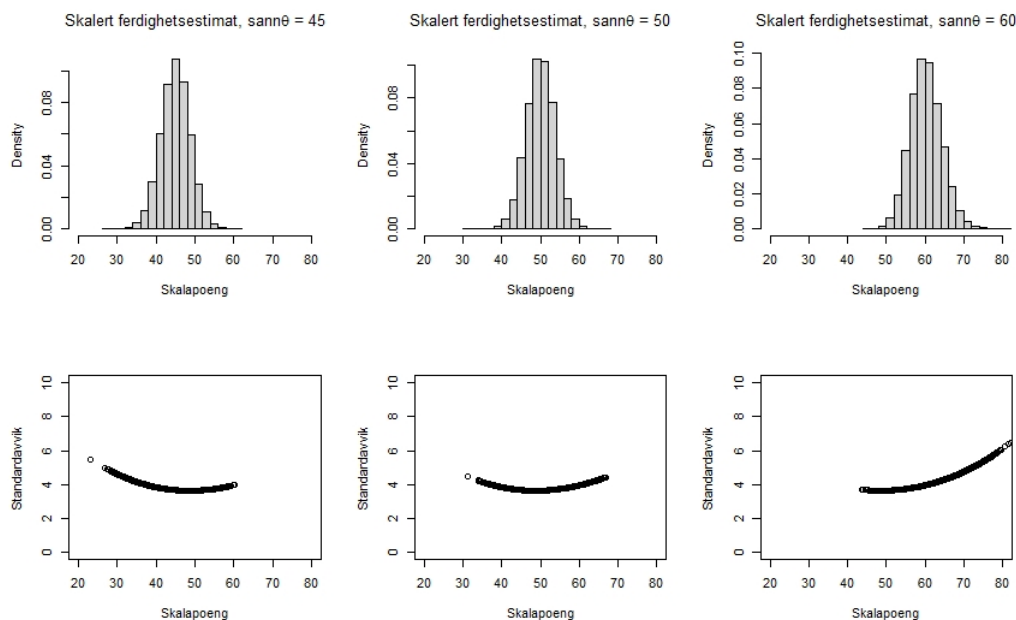 Skalert ferdighetsestimat, sannθ = 45
Density
0.00 0.04 0.08
20 30 40 50 60 70 80
Skalapoeng
Skalert ferdighetsestimat, sannθ = 50
Density
0.00 0.04 0.08
20 30 40 50 60 70 80
Skalapoeng
Skalert ferdighetsestimat, sannθ = 60
Density
0.00 0.02 0.04 0.06 0.08 0.10
20 30 40 50 60 70 80
Skalapoeng
Standardavvik
0 2 4 6 8 10
20 30 40 50 60 70 80
Skalapoeng
Standardavvik
0 2 4 6 8 10
20 30 40 50 60 70 80
Skalapoeng
Standardavvik
0 2 4 6 8 10
20 30 40 50 60 70 80
Skalapoeng